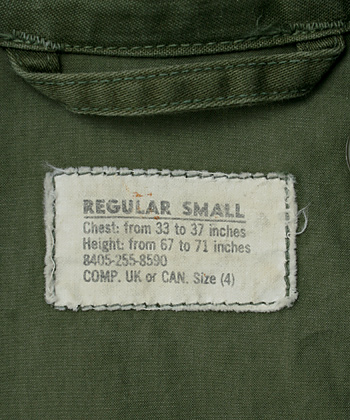 REGULAR SMALL
Chest: from 33 to 37 inches
Height: from 67 to 71 inches
8405-255-8590
COMP. UK or CAN. Size (4)